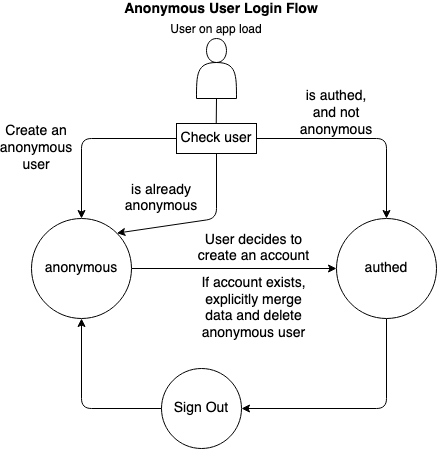 Anonymous User Login Flow
User on app load
is authed,
and not
anonymous
Check user
Create an
anonymous
user
is already
anonymous
User decides to
create an account
anonymous
authed
If account exists,
explicitly merge
data and delete
anonymous user
Sign Out